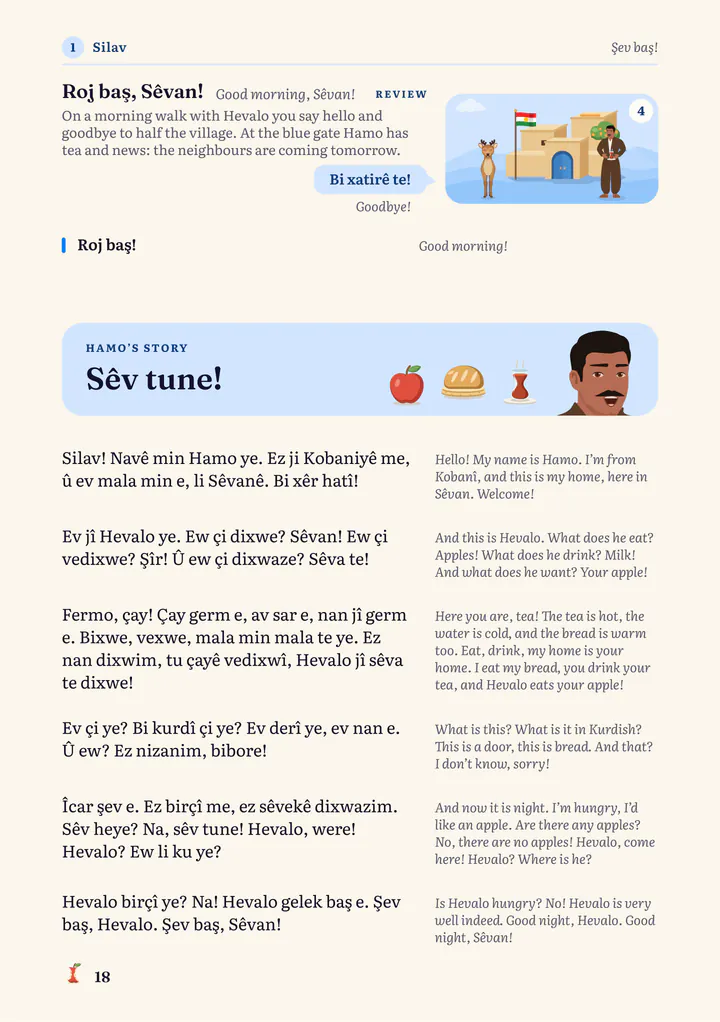 1 Silav Şev baş!
Roj baş, Sêvan! Good morning, Sêvan! REVIEW
On a morning walk with Hevalo you say hello and
goodbye to half the village. At the blue gate Hamo has
tea and news: the neighbours are coming tomorrow.
4
Bi xatirê te!
Goodbye!
Roj baş! Good morning!
HAMO'S STORY
Sêv tune!
Silav! Navê min Hamo ye. Ez ji Kobaniyê me,
û ev mala min e, li Sêvanê. Bi xêr hatî!
Hello! My name is Hamo. I'm from
Kobanî, and this is my home, here in
Sêvan. Welcome!
Ev jî Hevalo ye. Ew çi dixwe? Sêvan! Ew çi
vedixwe? Şîr! Û ew çi dixwaze? Sêva te!
And this is Hevalo. What does he eat?
Apples! What does he drink? Milk!
And what does he want? Your apple!
Fermo, çay! Çay germ e, av sar e, nan jî germ
e. Bixwe, vexwe, mala min mala te ye. Ez
nan dixwim, tu çayê vedixwî, Hevalo jî sêva
te dixwe!
Here you are, tea! The tea is hot, the
water is cold, and the bread is warm
too. Eat, drink, my home is your
home. I eat my bread, you drink your
tea, and Hevalo eats your apple!
Ev çi ye? Bi kurdî çi ye? Ev derî ye, ev nan e.
Û ew? Ez nizanim, bibore!
What is this? What is it in Kurdish?
This is a door, this is bread. And that?
I don't know, sorry!
Îcar şev e. Ez birçî me, ez sêvekê dixwazim.
Sêv heye? Na, sêv tune! Hevalo, were!
Hevalo? Ew li ku ye?
And now it is night. I'm hungry, I'd
like an apple. Are there any apples?
No, there are no apples! Hevalo, come
here! Hevalo? Where is he?
Hevalo birçî ye? Na! Hevalo gelek baş e. Şev
baş, Hevalo. Şev baş, Sêvan!
Is Hevalo hungry? No! Hevalo is very
well indeed. Good night, Hevalo. Good
night, Sêvan!
18